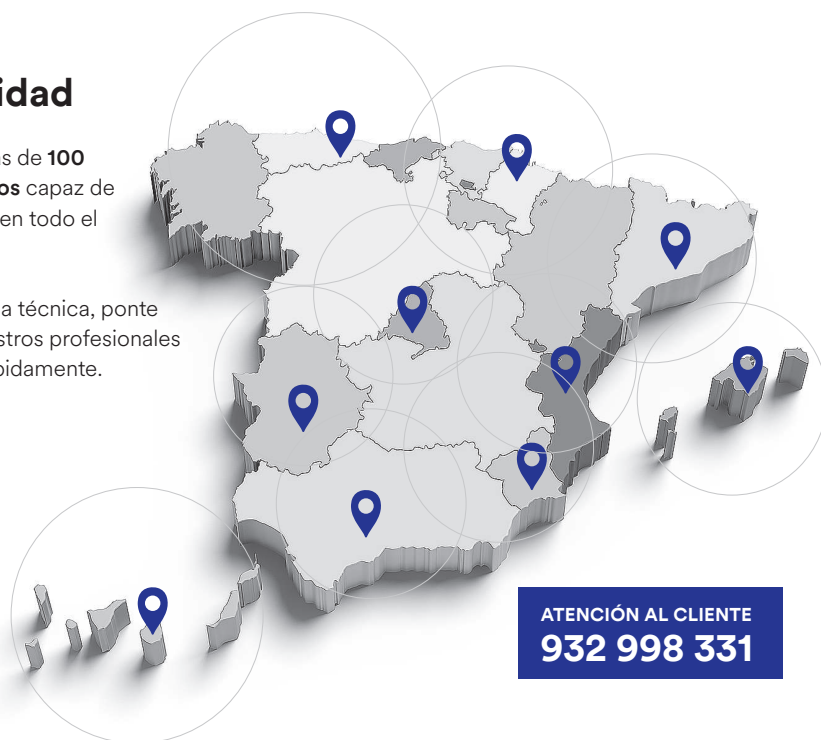 idad
s de 100
os capaz de
en todo el
a técnica, ponte
stros profesionales
pidamente.
ATENCIÓN AL CLIENTE
932 998 331